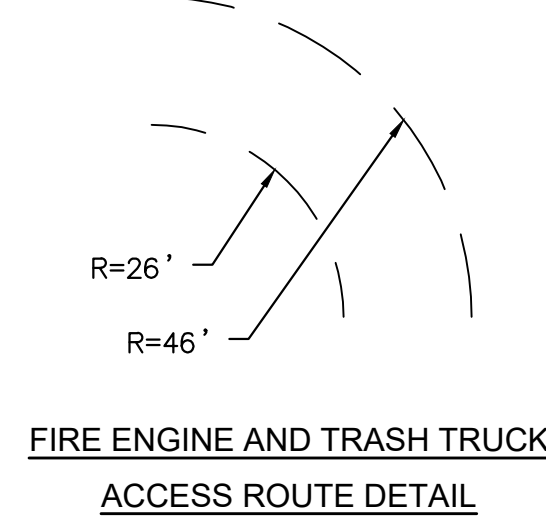 R=26'
R=46'
FIRE ENGINE AND TRASH TRUCK
ACCESS ROUTE DETAIL